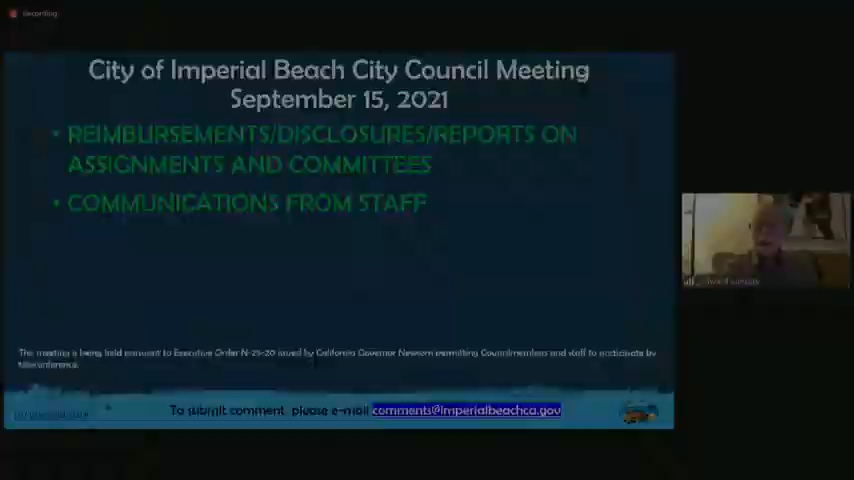 Recording
City of Imperial Beach City Council Meeting
September 15, 2021
• REIMBURSEMENTS/DISCLOSURES/REPORTS ON
ASSIGNMENTS AND COMMITTEES
• COMMUNICATIONS FROM STAFF
This meeting is being held pursuant to Executive Order N-29-20 issued by California Governor Newsom permitting Councilmembers and staff to participate by
teleconference.
To submit comment, please e-mail comments@imperialbeachca.gov